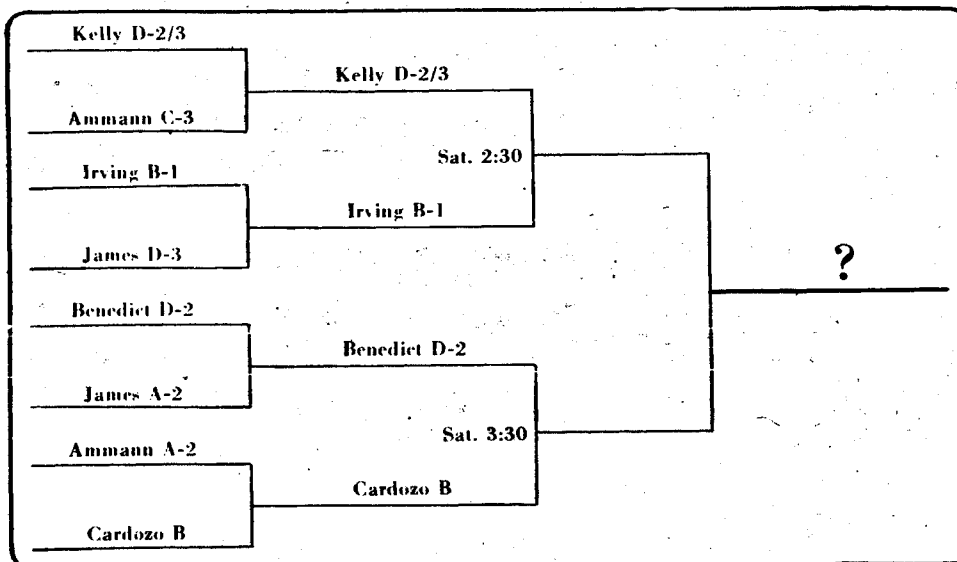 Kelly D-2/3
Kelly D-2/3
Ammann C-3
Sat. 2:30
Irving B-1
Irving B-1
James D-3
?
Benedict D-2
Benedict D-2
James A-2
Sat. 3:30
Ammann A-2
Cardozo B
Cardozo B